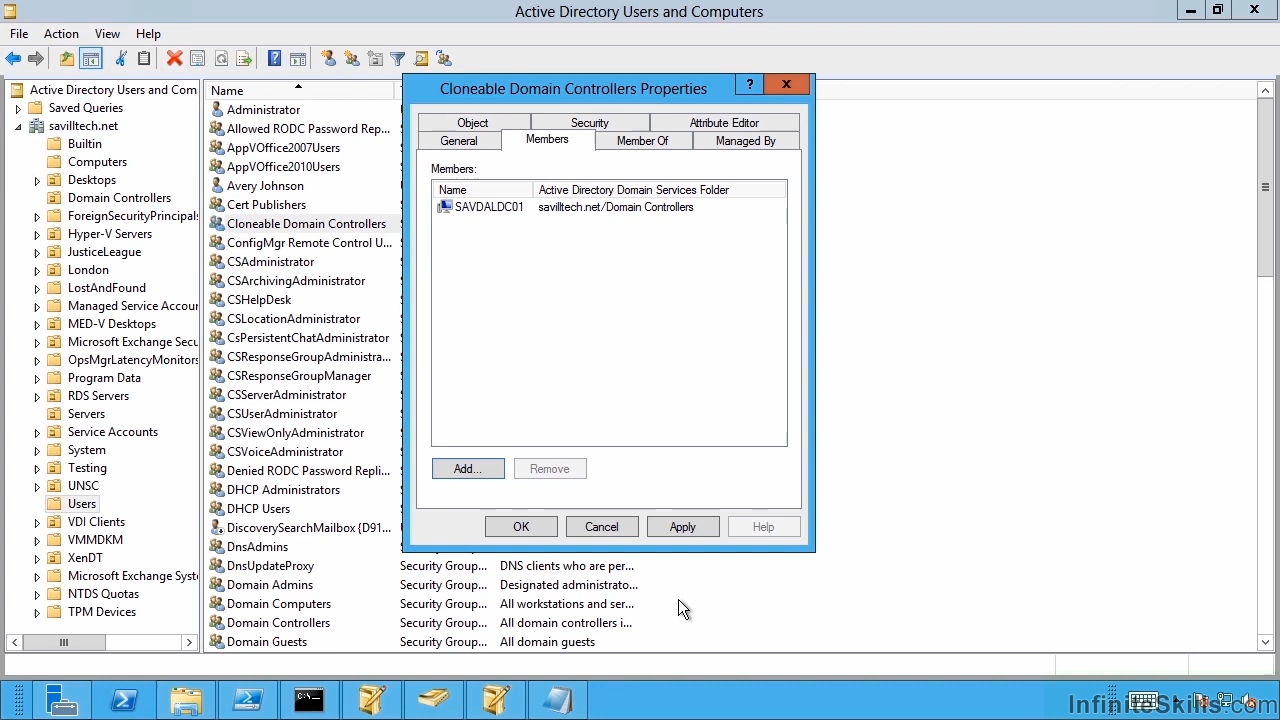 Active Directory Users and Computers
File Action View Help
Active Directory Users and Com
Saved Queries
savilltech.net
Builtin
Computers
Desktops
Domain Controllers
ForeignSecurityPrincipals
Hyper-V Servers
JusticeLeague
London
LostAndFound
Managed Service Accour
MED-V Desktops
Microsoft Exchange Secu
OpsMgrLatencyMonitors
Program Data
RDS Servers
Servers
Service Accounts
System
Testing
UNSC
Users
VDI Clients
VMMDKM
XenDT
Microsoft Exchange Syste
NTDS Quotas
TPM Devices
Name
Administrator
Allowed RODC Password Rep...
AppVOffice2007Users
AppVOffice2010Users
Avery Johnson
Cert Publishers
Cloneable Domain Controllers
ConfigMgr Remote Control U...
CSAdministrator
CSArchivingAdministrator
CSHelpDesk
CSLocationAdministrator
CsPersistentChatAdministrator
CSResponseGroupAdministra...
CSResponseGroupManager
CSServerAdministrator
CSUserAdministrator
CSViewOnlyAdministrator
CSVoiceAdministrator
Denied RODC Password Repli...
DHCP Administrators
DHCP Users
DiscoverySearchMailbox {D91...
DnsAdmins
DnsUpdateProxy Security Group... DNS clients who are per...
Domain Admins Security Group... Designated administrato...
Domain Computers Security Group... All workstations and ser...
Domain Controllers Security Group... All domain controllers i...
Domain Guests Security Group... All domain guests
Cloneable Domain Controllers Properties
? x
Object Security Attribute Editor
General Members Member Of Managed By
Members:
Name Active Directory Domain Services Folder
SAVDALDC01 savilltech.net/Domain Controllers
Add... Remove
OK Cancel Apply Help
InfiniteSkills.com